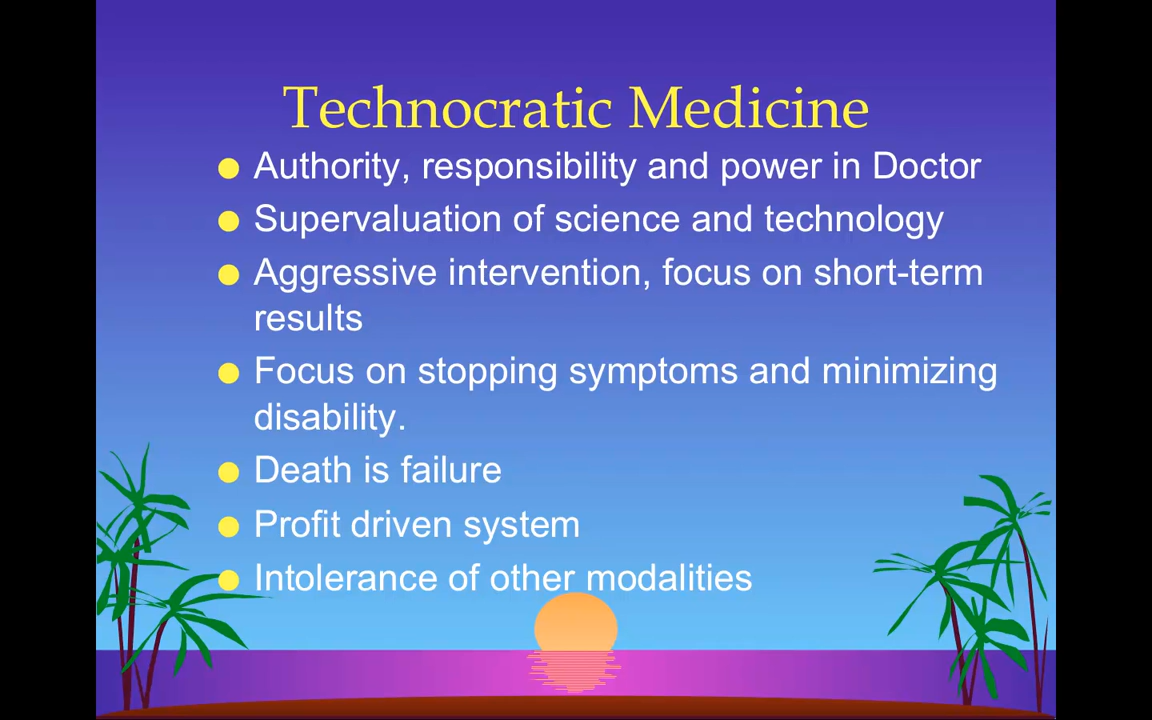 Technocratic Medicine
Authority, responsibility and power in Doctor
Supervaluation of science and technology
Aggressive intervention, focus on short-term
results
Focus on stopping symptoms and minimizing
disability.
Death is failure
Profit driven system
Intolerance of other modalities